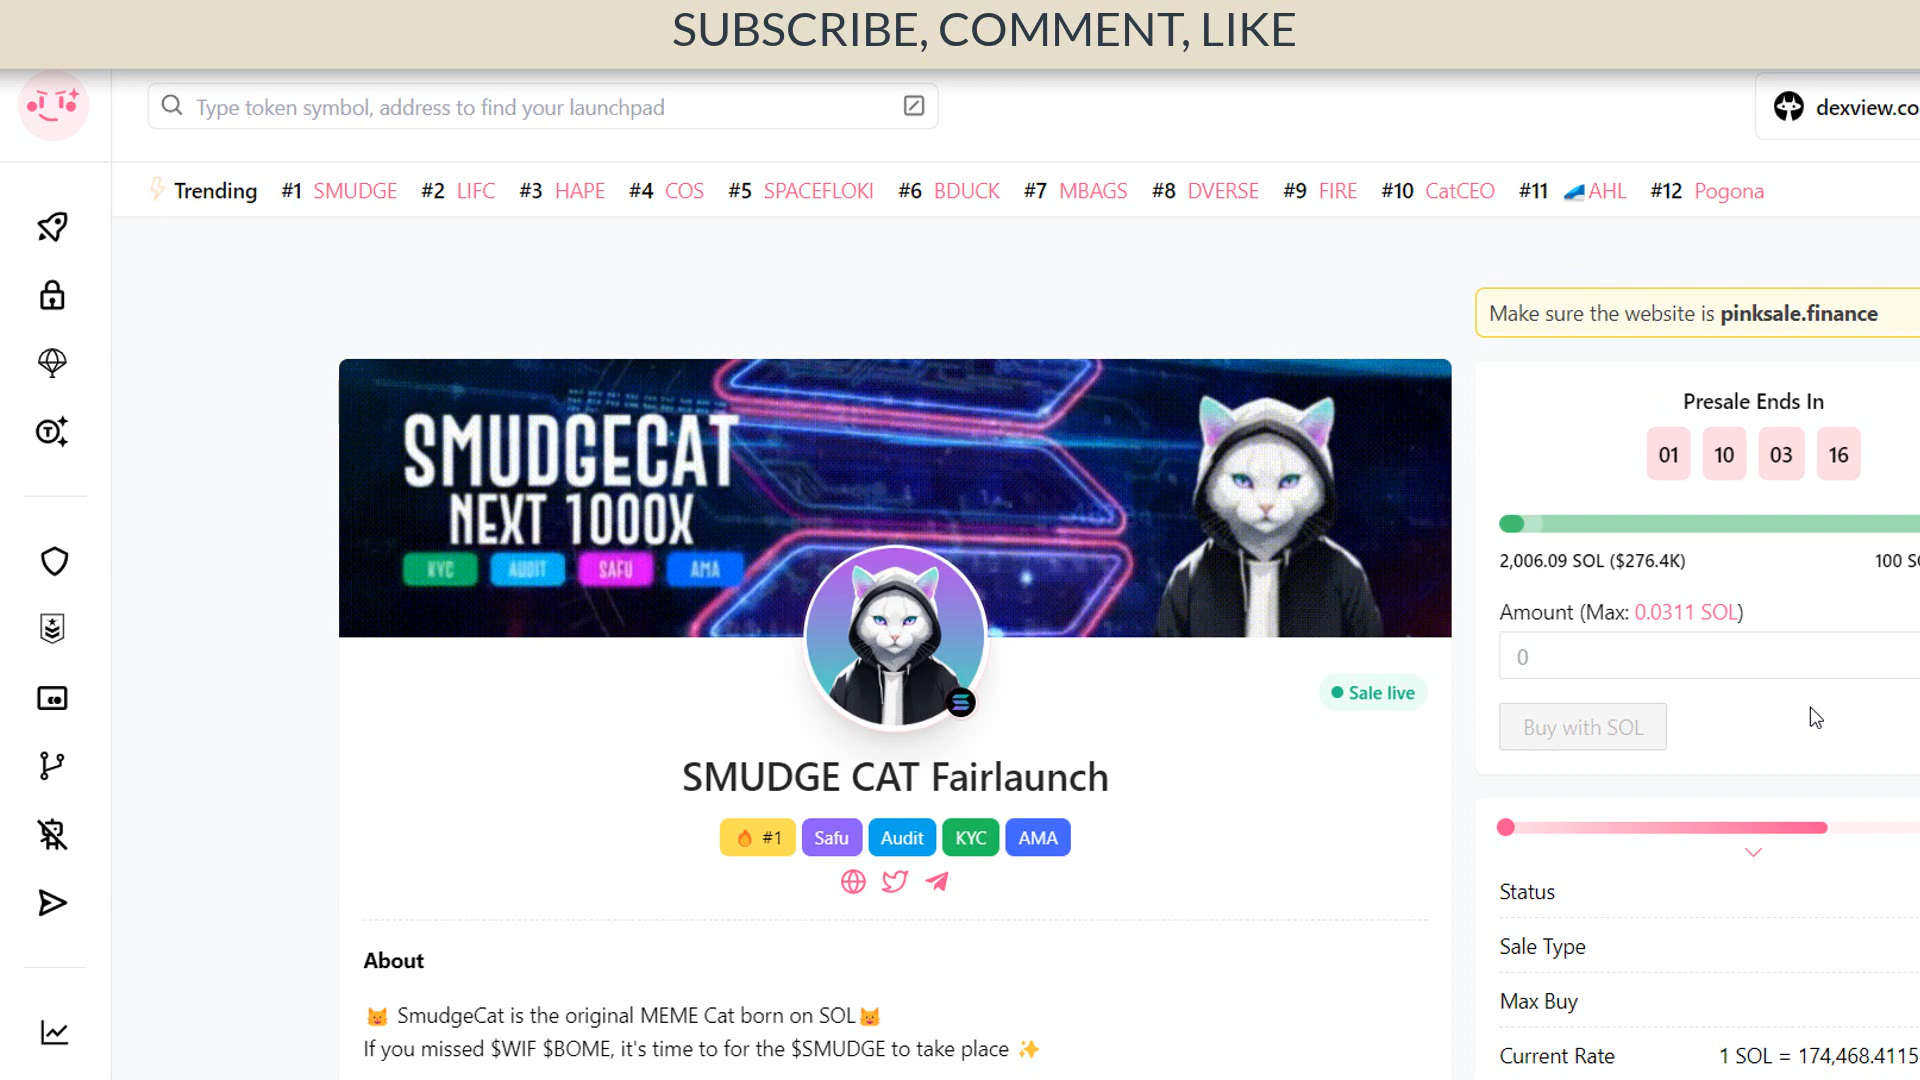 SUBSCRIBE, COMMENT, LIKE
Type token symbol, address to find your launchpad
dexview.co
Trending #1 SMUDGE #2 LIFC #3 HAPE #4 COS #5 SPACEFLOKI #6 BDUCK #7 MBAGS #8 DVERSE #9 FIRE #10 CatCEO #11 AHL #12 Pogona
Make sure the website is pinksale.finance
SMUDGECAT
NEXT 1000X
KYC AUDIT SAFU AMA
Sale live
SMUDGE CAT Fairlaunch
🔥 #1 Safu Audit KYC AMA
About
😺 SmudgeCat is the original MEME Cat born on SOL😺
If you missed $WIF $BOME, it's time to for the $SMUDGE to take place ✨
Presale Ends In
01 10 03 16
2,006.09 SOL ($276.4K) 100 SO
Amount (Max: 0.0311 SOL)
0
Buy with SOL
Status
Sale Type
Max Buy
Current Rate 1 SOL = 174,468.4115